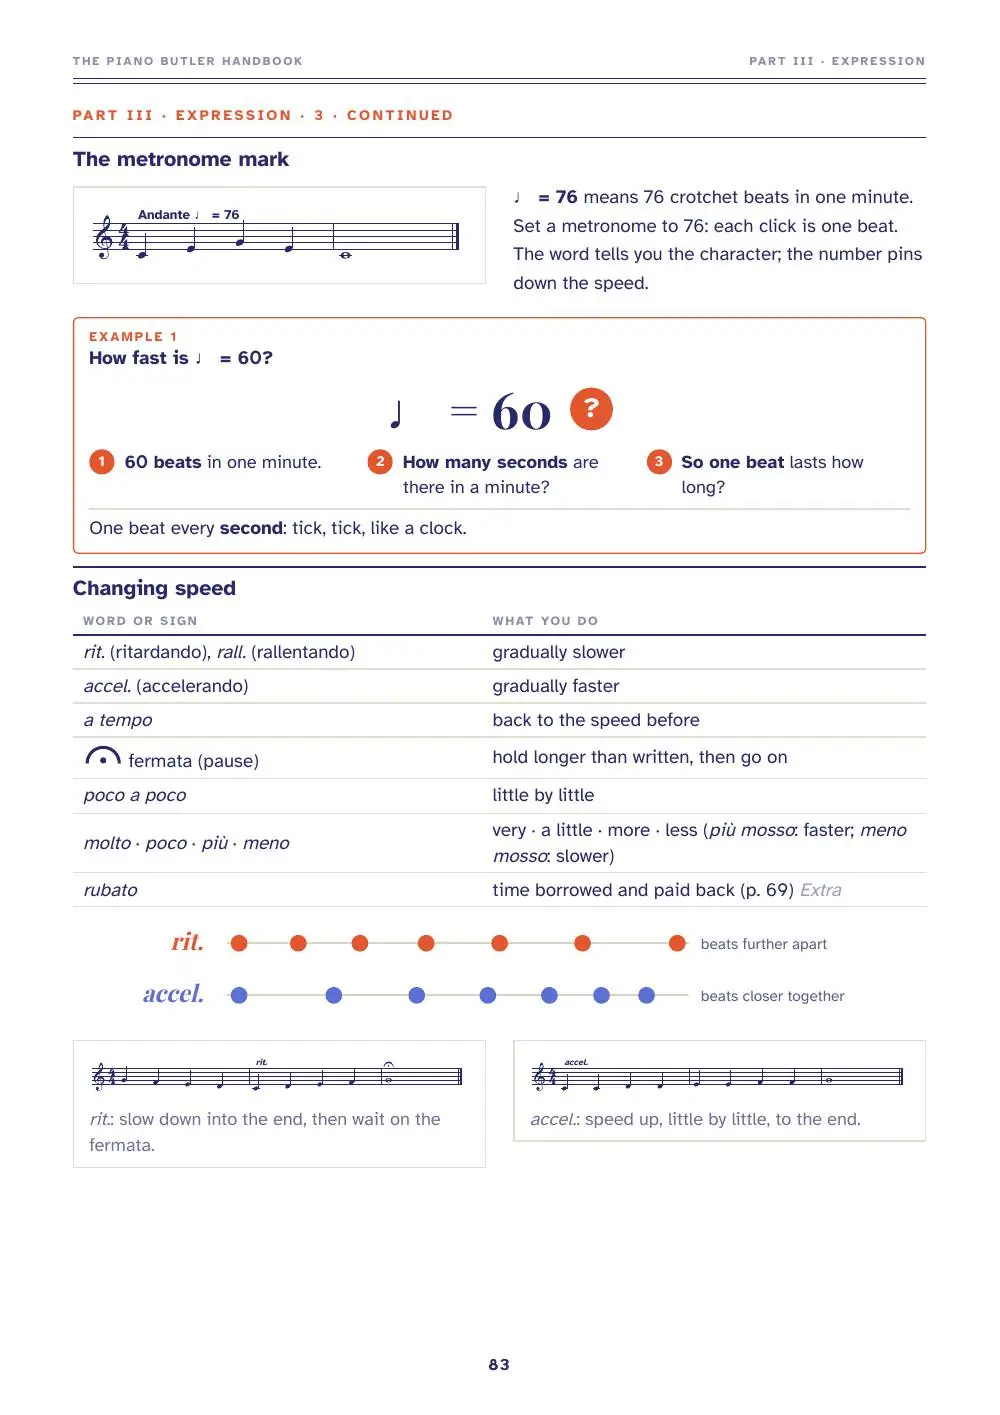 THE PIANO BUTLER HANDBOOK
PART III · EXPRESSION
PART III · EXPRESSION · 3 · CONTINUED
The metronome mark
Andante ♩ = 76
♩ = 76 means 76 crotchet beats in one minute.
Set a metronome to 76: each click is one beat.
The word tells you the character; the number pins
down the speed.
EXAMPLE 1
How fast is ♩ = 60?
♩ = 60 ?
1 60 beats in one minute.
2 How many seconds are
there in a minute?
3 So one beat lasts how
long?
One beat every second: tick, tick, like a clock.
Changing speed
WORD OR SIGN WHAT YOU DO
rit. (ritardando), rall. (rallentando) gradually slower
accel. (accelerando) gradually faster
a tempo back to the speed before
fermata (pause) hold longer than written, then go on
poco a poco little by little
molto · poco · più · meno very · a little · more · less (più mosso: faster; meno
mosso: slower)
rubato time borrowed and paid back (p. 69) Extra
rit. beats further apart
accel. beats closer together
rit.
rit.: slow down into the end, then wait on the
fermata.
accel.
accel.: speed up, little by little, to the end.
83